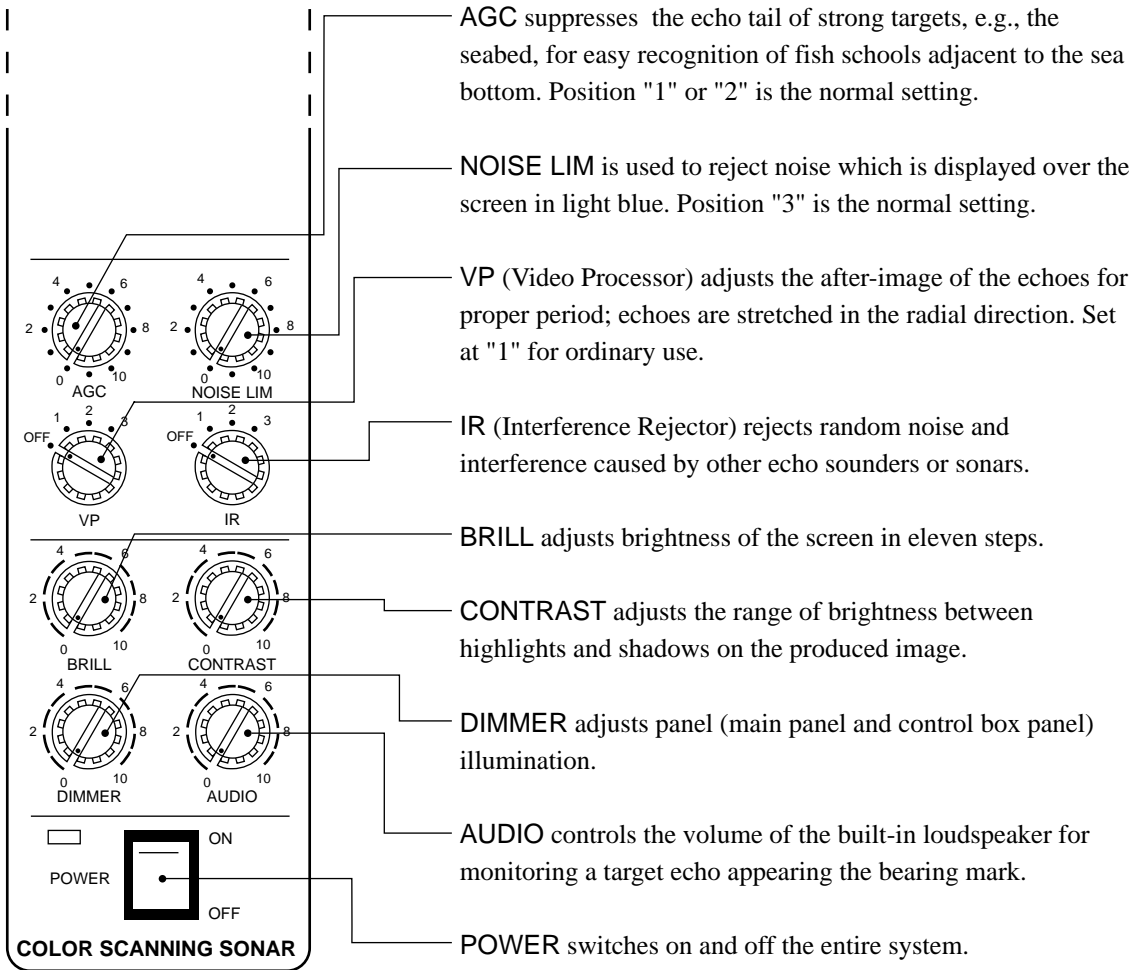 AGC suppresses  the echo tail of strong targets, e.g., the
seabed, for easy recognition of fish schools adjacent to the sea
bottom. Position "1" or "2" is the normal setting.
NOISE LIM is used to reject noise which is displayed over the
screen in light blue. Position "3" is the normal setting.
VP (Video Processor) adjusts the after-image of the echoes for
proper period; echoes are stretched in the radial direction. Set
at "1" for ordinary use.
IR (Interference Rejector) rejects random noise and
interference caused by other echo sounders or sonars.
BRILL adjusts brightness of the screen in eleven steps.
CONTRAST adjusts the range of brightness between
highlights and shadows on the produced image.
DIMMER adjusts panel (main panel and control box panel)
illumination.
AUDIO controls the volume of the built-in loudspeaker for
monitoring a target echo appearing the bearing mark.
POWER switches on and off the entire system.
4 6 4 6
2 8 2 8
0 10 0 10
AGC NOISE LIM
OFF 1 2 3 OFF 1 2 3
VP IR
4 6 4 6
2 8 2 8
0 10 0 10
BRILL CONTRAST
4 6 4 6
2 8 2 8
0 10 0 10
DIMMER AUDIO
ON
POWER
OFF
COLOR SCANNING SONAR